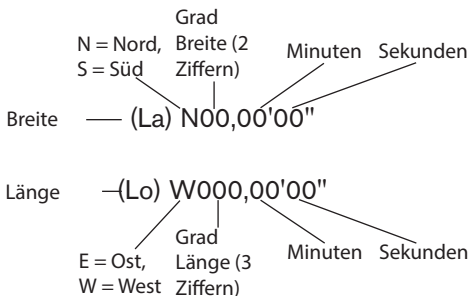 Grad
N = Nord,
Breite (2
S = Süd
Ziffern)
Minuten
Sekunden
Breite
(La) N00,00'00"
Länge
(Lo) W000,00'00"
Grad
E = Ost,
Länge (3
W = West
Ziffern)
Minuten
Sekunden